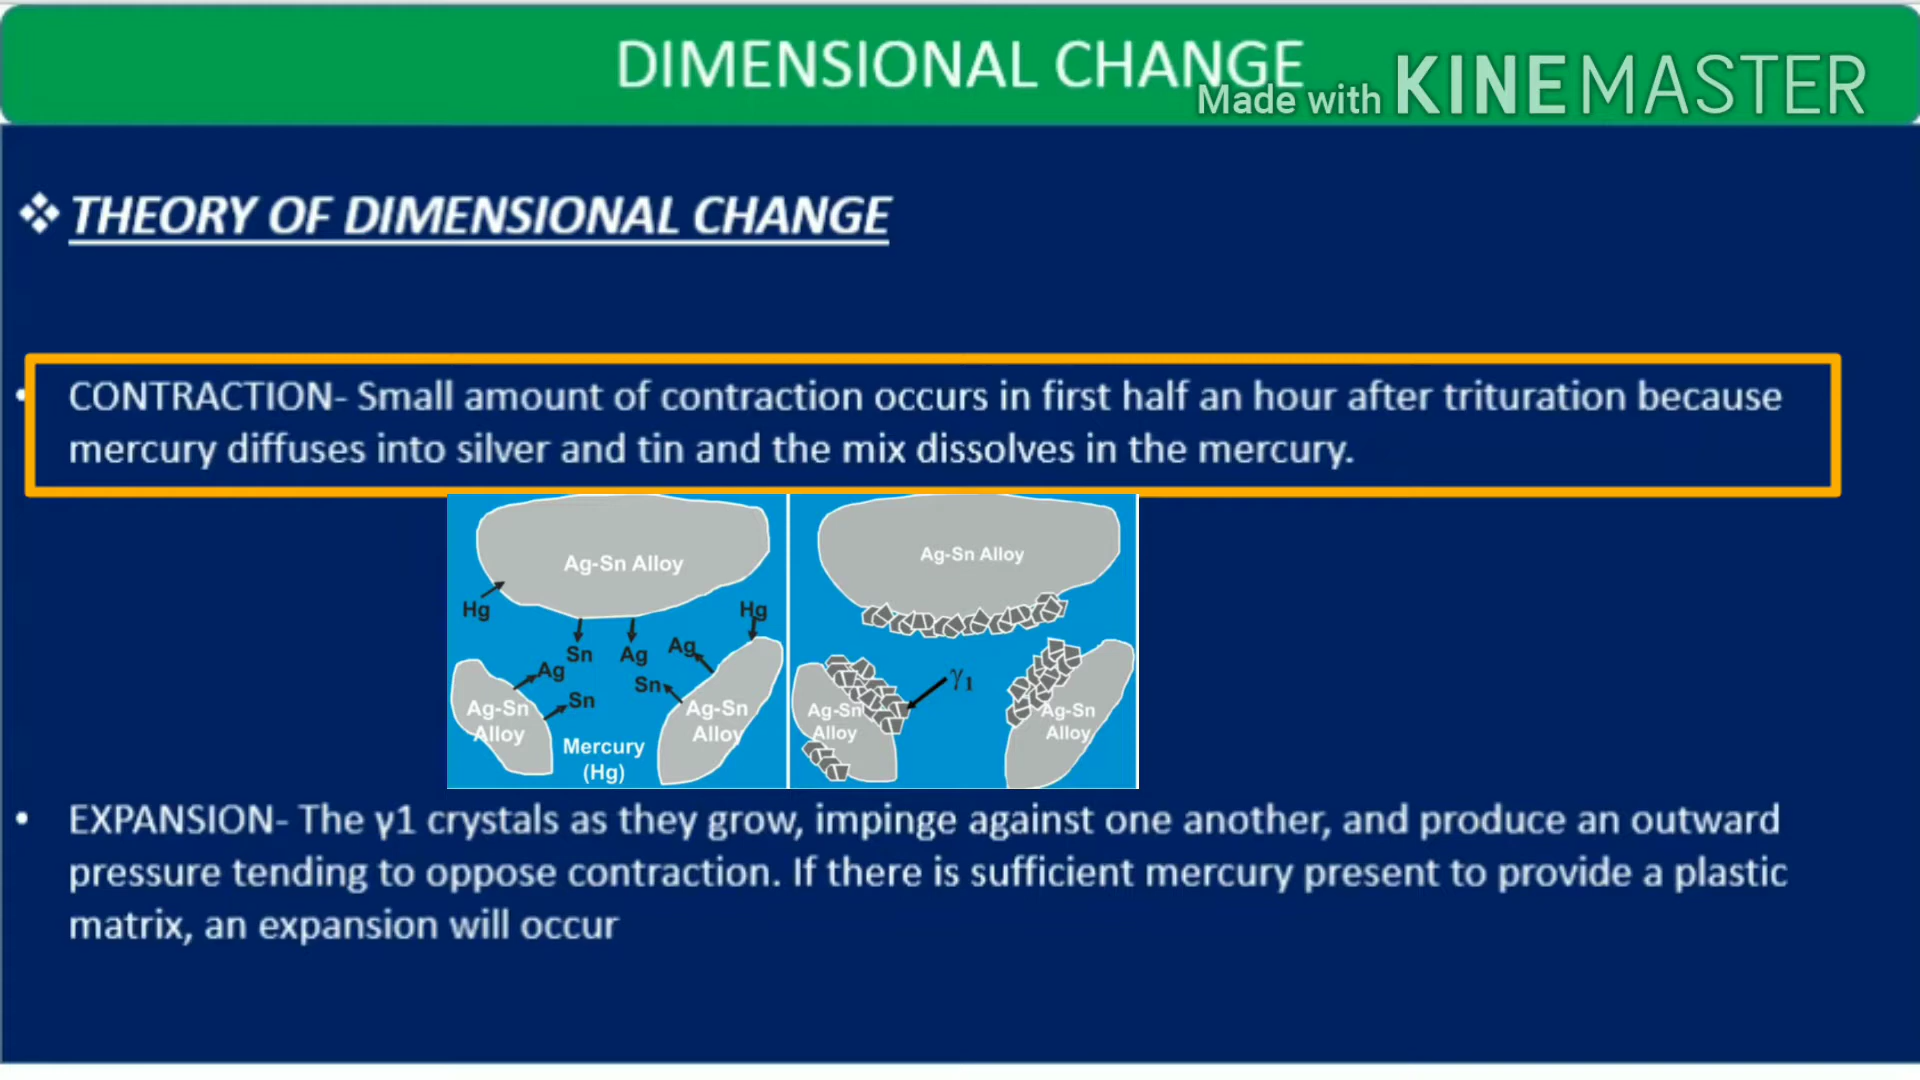 DIMENSIONAL CHANGE
Made with KINEMASTER
❖ THEORY OF DIMENSIONAL CHANGE
• CONTRACTION- Small amount of contraction occurs in first half an hour after trituration because
mercury diffuses into silver and tin and the mix dissolves in the mercury.
Ag-Sn Alloy
Hg
Hg
Sn
Ag
Ag
Ag
Sn
Sn
Ag-Sn
Alloy
Ag-Sn
Alloy
Mercury
(Hg)
Ag-Sn Alloy
γ1
Ag-Sn
Alloy
Ag-Sn
Alloy
• EXPANSION- The γ1 crystals as they grow, impinge against one another, and produce an outward
pressure tending to oppose contraction. If there is sufficient mercury present to provide a plastic
matrix, an expansion will occur